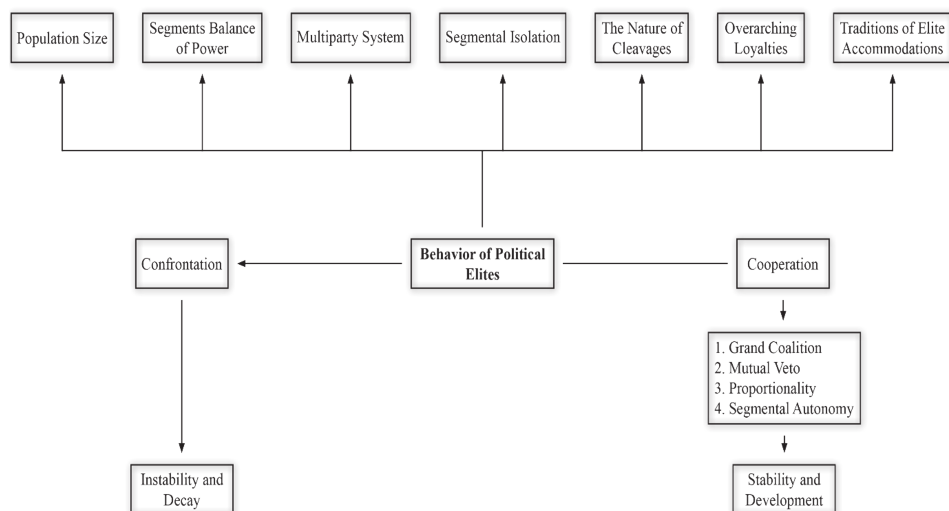 Population Size
Segments Balance
of Power
Multiparty System
Segmental Isolation
The Nature of
Cleavages
Overarching
Loyalties
Traditions of Elite
Accommodations
Confrontation
Behavior of Political
Elites
Cooperation
1. Grand Coalition
2. Mutual Veto
3. Proportionality
4. Segmental Autonomy
Instability and
Decay
Stability and
Development